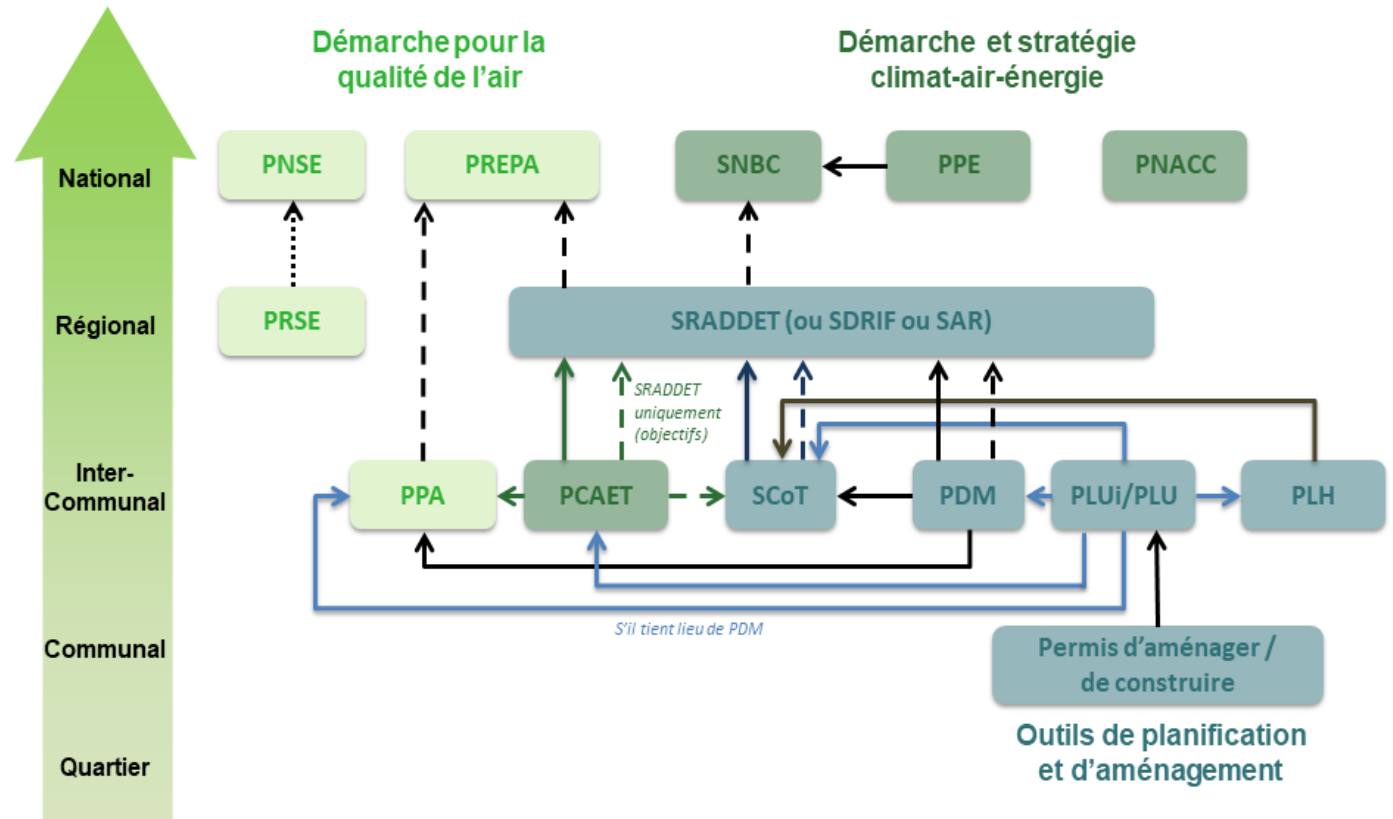 Démarche pour la
qualité de l'air
Démarche et stratégie
climat-air-énergie
National
PNSE
PREPA
SNBC
PPE
PNACC
Régional
PRSE
SRADDET (ou SDRIF ou SAR)
SRADDET
uniquement
(objectifs)
Inter-
Communal
PPA
PCAET
SCoT
PDM
PLUi/PLU
PLH
S'il tient lieu de PDM
Communal
Permis d'aménager /
de construire
Outils de planification
et d'aménagement
Quartier